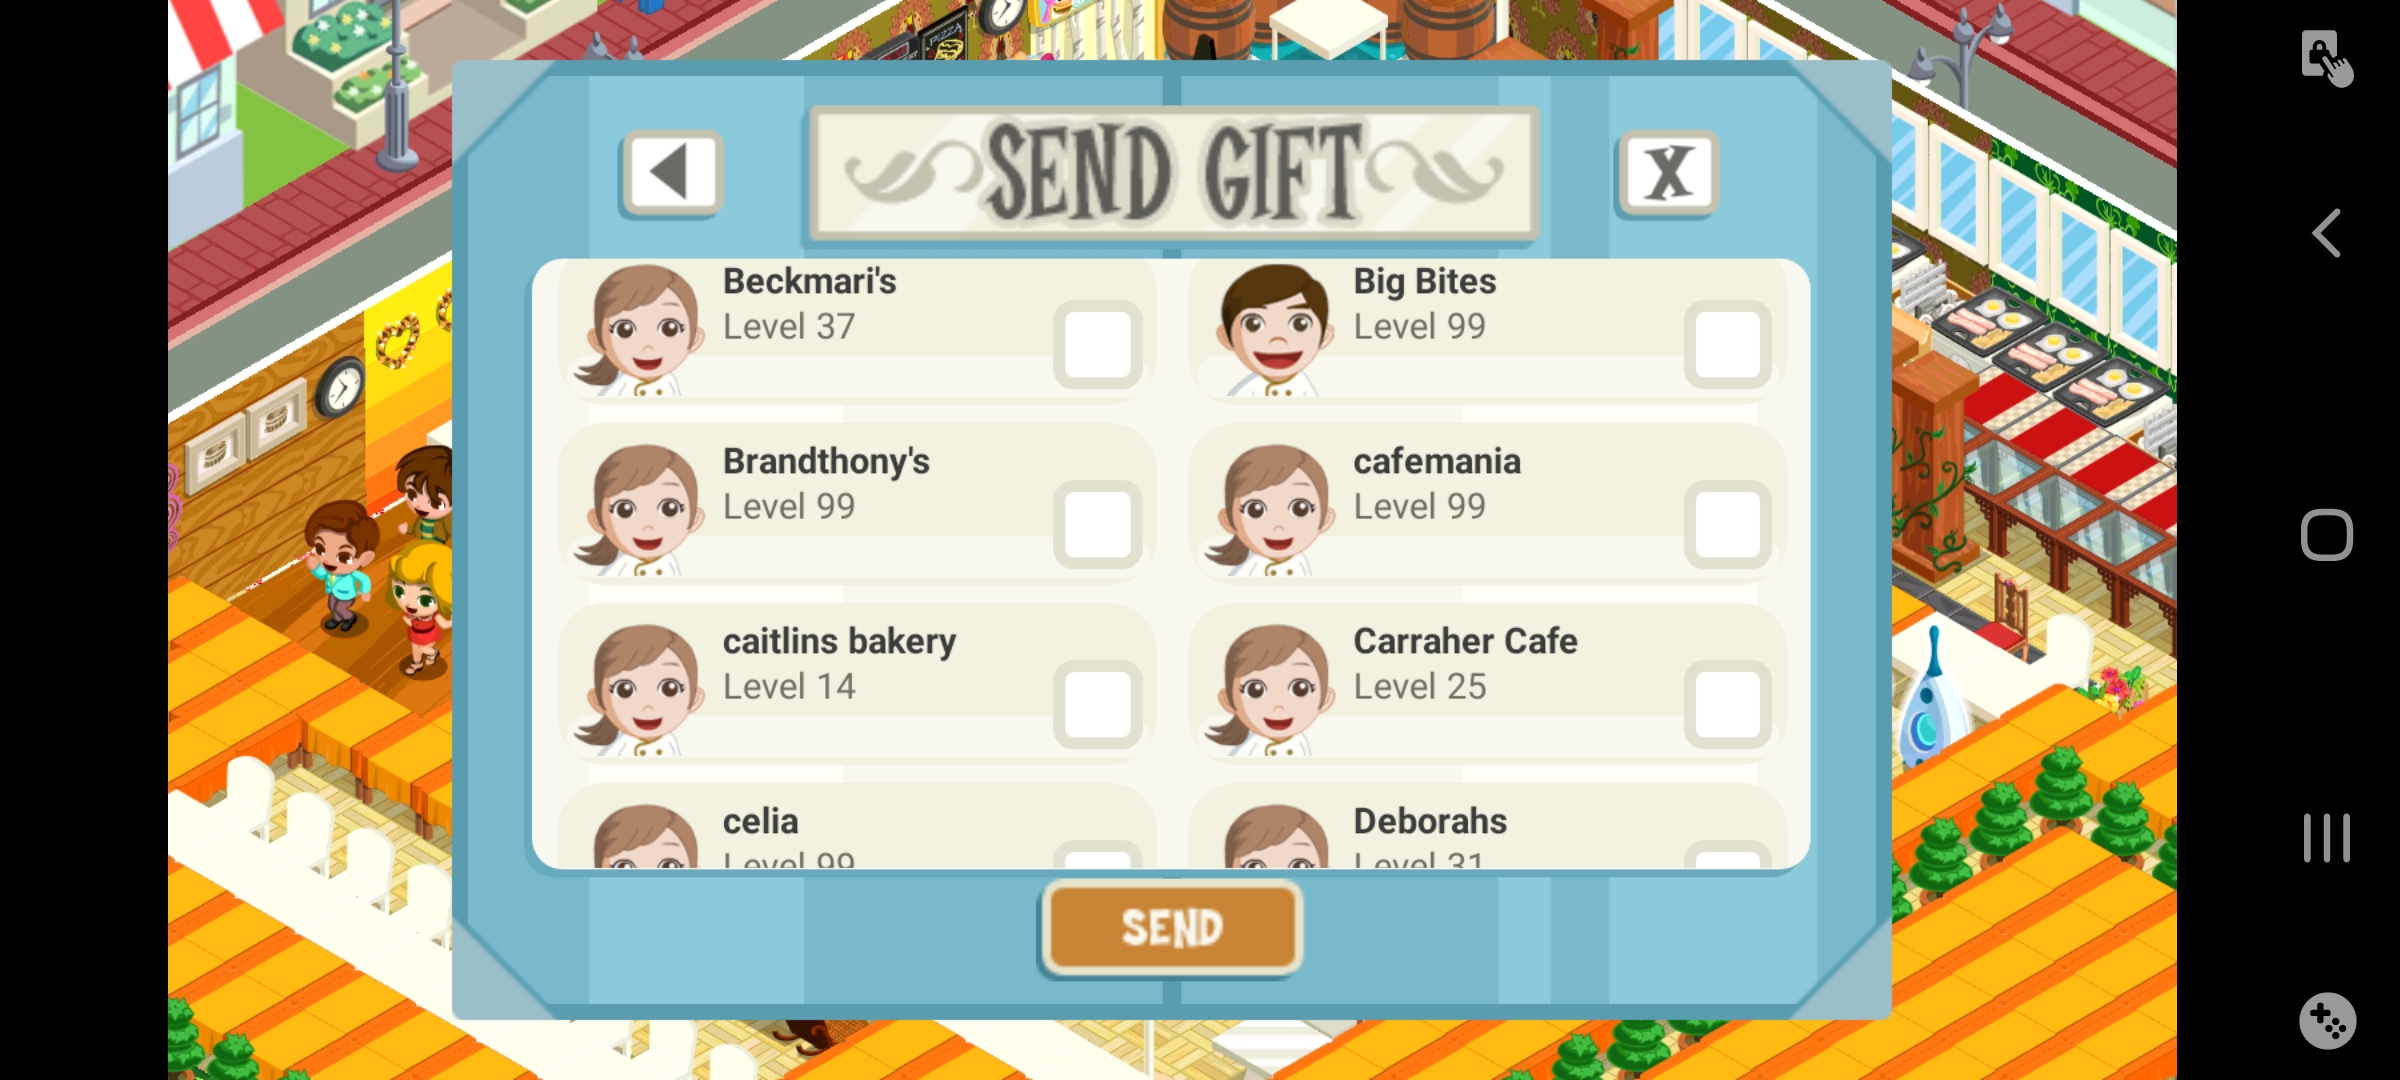 PIZZA
SEND GIFT
X
Beckmari's
Level 37
Big Bites
Level 99
Brandthony's
Level 99
cafemania
Level 99
caitlins bakery
Level 14
Carraher Cafe
Level 25
celia
Level 99
Deborahs
Level 31
SEND